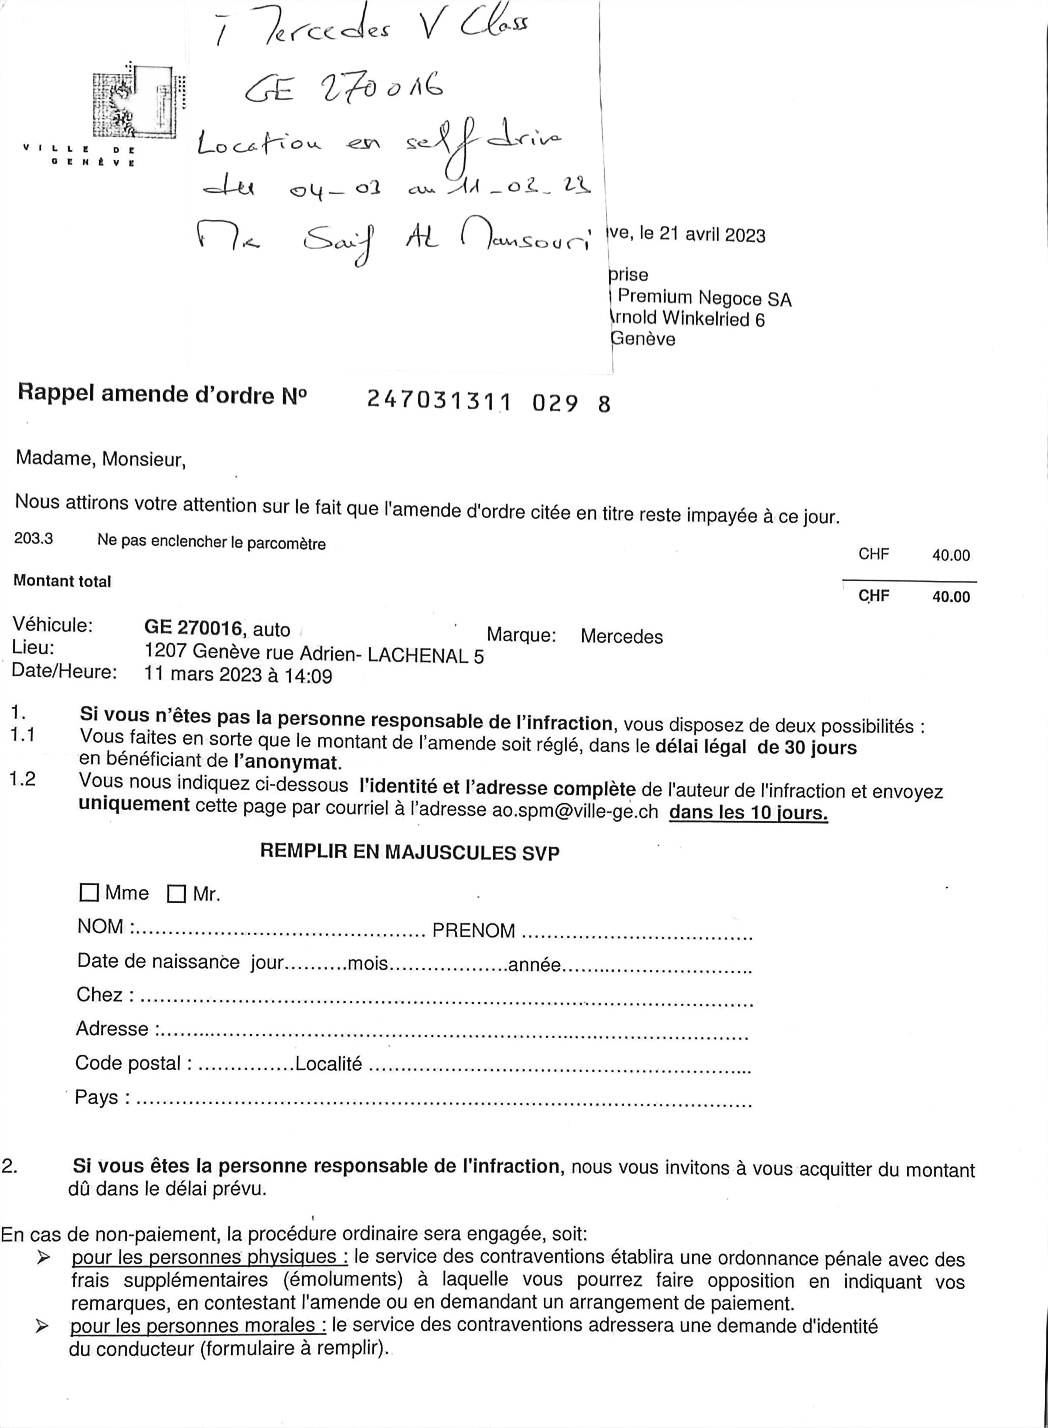 1 Mercedes V Class
GE 270016
Location en self drive
du 04-03 au 11-03-23
Mr Saif AL Mansouri
VILLE DE
GENÈVE
ve, le 21 avril 2023
prise
Premium Negoce SA
Arnold Winkelried 6
Genève
Rappel amende d'ordre Nº 247031311 029 8
Madame, Monsieur,
Nous attirons votre attention sur le fait que l'amende d'ordre citée en titre reste impayée à ce jour.
203.3 Ne pas enclencher le parcomètre CHF 40.00
Montant total CHF 40.00
Véhicule: GE 270016, auto Marque: Mercedes
Lieu: 1207 Genève rue Adrien- LACHENAL 5
Date/Heure: 11 mars 2023 à 14:09
1. Si vous n'êtes pas la personne responsable de l'infraction, vous disposez de deux possibilités :
1.1 Vous faites en sorte que le montant de l'amende soit réglé, dans le délai légal de 30 jours
en bénéficiant de l'anonymat.
1.2 Vous nous indiquez ci-dessous l'identité et l'adresse complète de l'auteur de l'infraction et envoyez
uniquement cette page par courriel à l'adresse ao.spm@ville-ge.ch dans les 10 jours.
REMPLIR EN MAJUSCULES SVP
☐ Mme ☐ Mr.
NOM :............................................ PRENOM ...................................
Date de naissance jour..........mois..................année.............................
Chez : .............................................................................................
Adresse :.........................................................................................
Code postal : ...............Localité .........................................................
Pays : .............................................................................................
2. Si vous êtes la personne responsable de l'infraction, nous vous invitons à vous acquitter du montant
dû dans le délai prévu.
En cas de non-paiement, la procédure ordinaire sera engagée, soit:
➢ pour les personnes physiques : le service des contraventions établira une ordonnance pénale avec des
frais supplémentaires (émoluments) à laquelle vous pourrez faire opposition en indiquant vos
remarques, en contestant l'amende ou en demandant un arrangement de paiement.
➢ pour les personnes morales : le service des contraventions adressera une demande d'identité
du conducteur (formulaire à remplir).